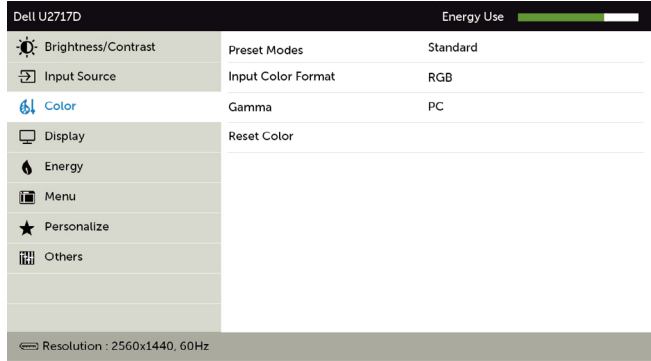 Dell U2717D Energy Use
Brightness/Contrast
Input Source
Color
Display
Energy
Menu
Personalize
Others
Preset Modes Standard
Input Color Format RGB
Gamma PC
Reset Color
Resolution : 2560x1440, 60Hz